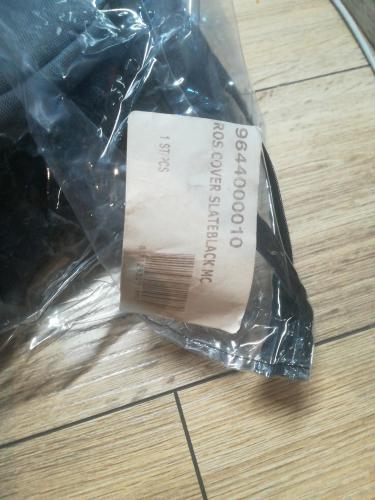 9644000010
ROS COVER SLATEBLACK MC
1 ST PCS